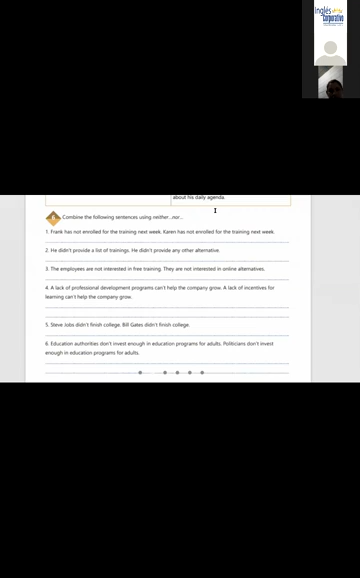 Inglés
corporativo
about his daily agenda.
6. Combine the following sentences using neither...nor...
1. Frank has not enrolled for the training next week. Karen has not enrolled for the training next week.
2. He didn't provide a list of trainings. He didn't provide any other alternative.
3. The employees are not interested in free training. They are not interested in online alternatives.
4. A lack of professional development programs can't help the company grow. A lack of incentives for
learning can't help the company grow.
5. Steve Jobs didn't finish college. Bill Gates didn't finish college.
6. Education authorities don't invest enough in education programs for adults. Politicians don't invest
enough in education programs for adults.